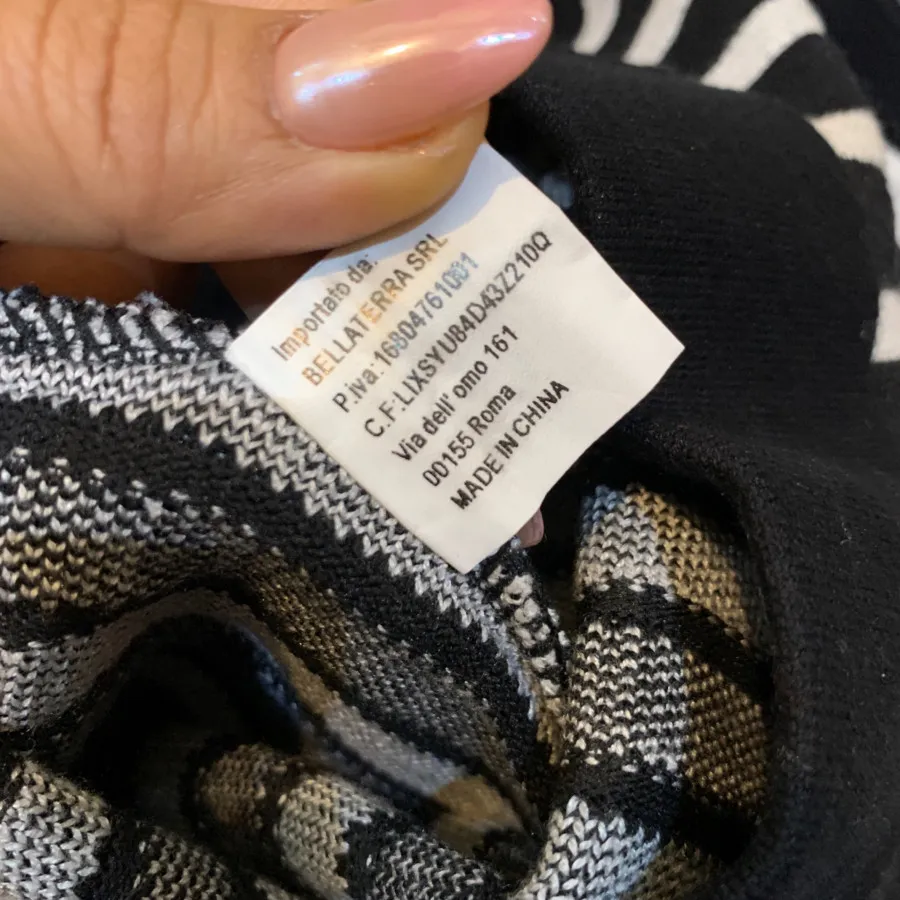 Importato da:
BELLATERRA SRL
P.iva:16804761001
C.F:LIXSYU84D43Z210Q
Via dell' omo 161
00155 Roma
MADE IN CHINA